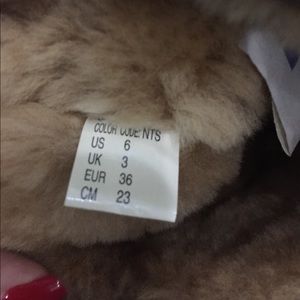 COLOR CODE: NTS
US 6
UK 3
EUR 36
CM 23